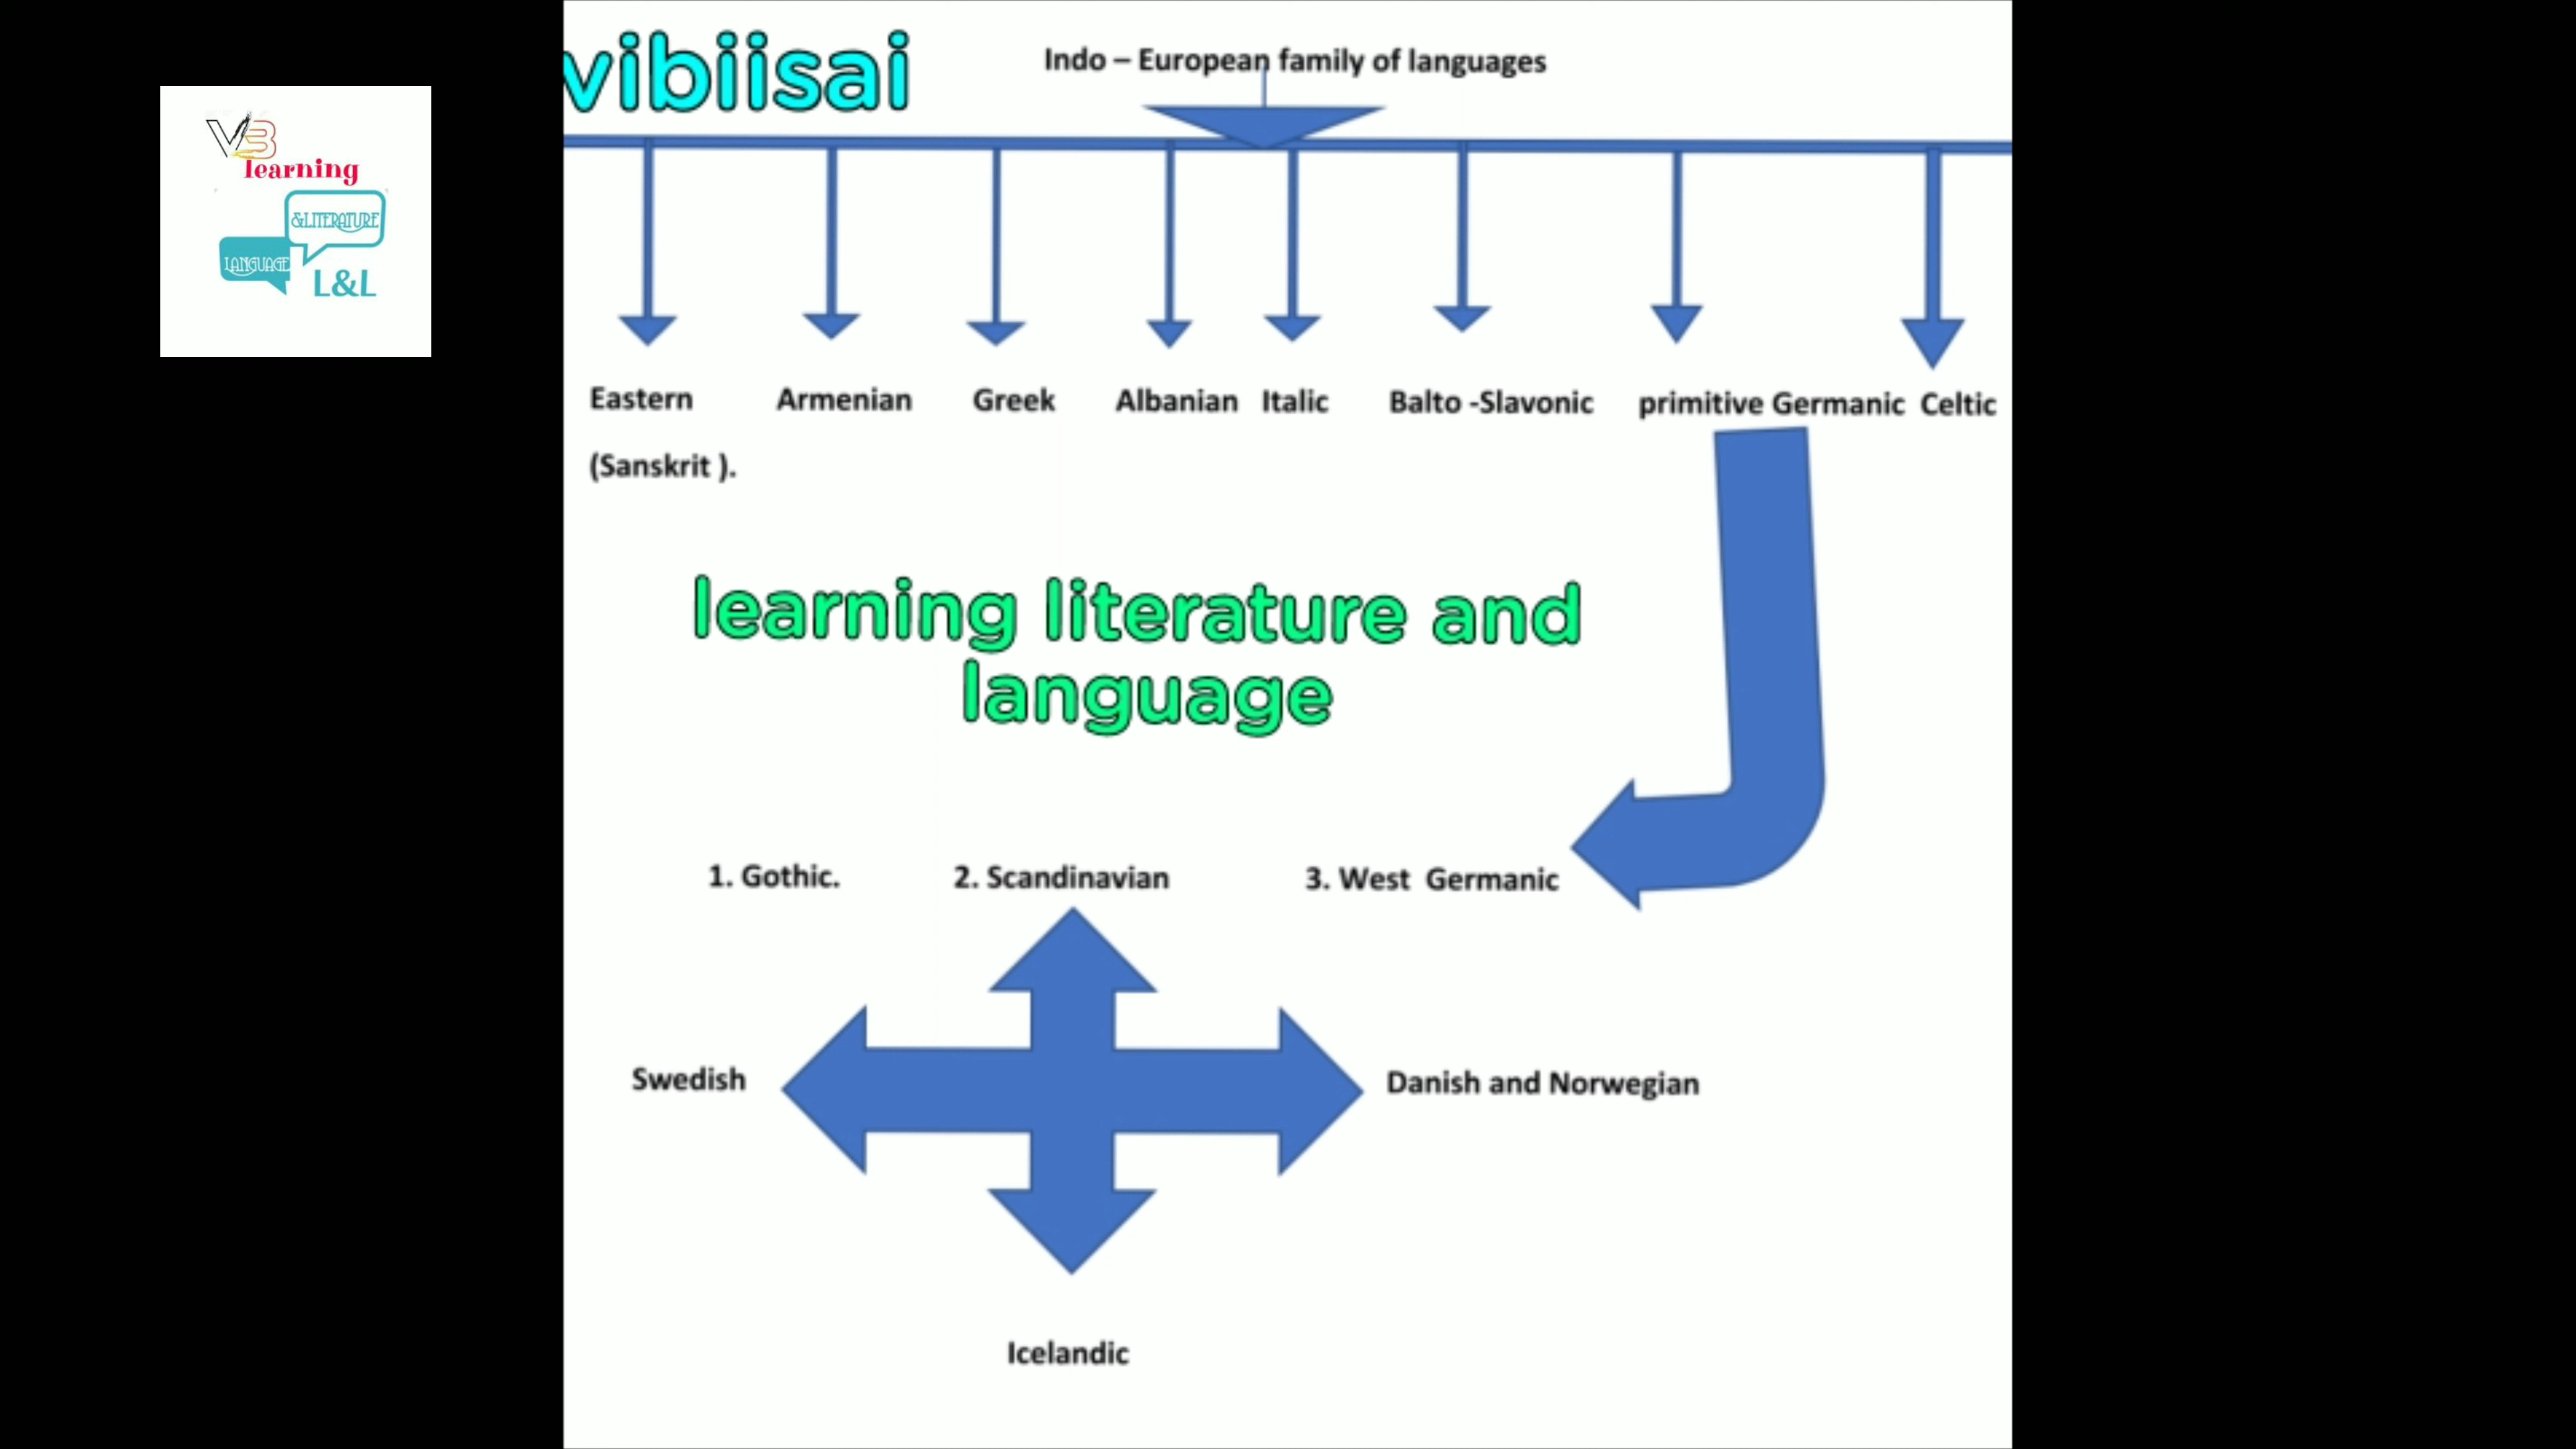 vibiisai
Indo – European family of languages
VB
learning
&LITERATURE
LANGUAGE
L&L
Eastern Armenian Greek Albanian Italic Balto -Slavonic primitive Germanic Celtic
(Sanskrit ).
learning literature and
language
1. Gothic. 2. Scandinavian 3. West Germanic
Swedish Danish and Norwegian
Icelandic